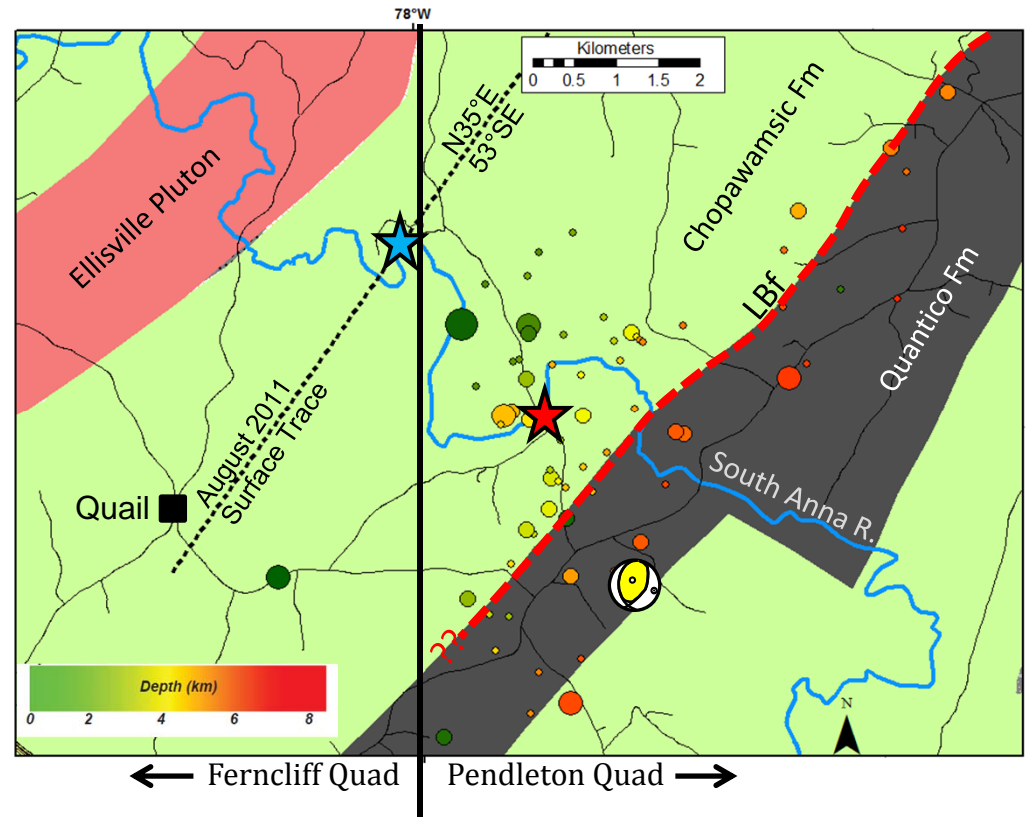 78°W
Kilometers
0 0.5 1 1.5 2
N35°E
53°SE
Chopawamsic Fm
Ellisville Pluton
LBf
Quantico Fm
August 2011
Surface Trace
South Anna R.
Quail
??
Depth (km)
0 2 4 6 8
N
Ferncliff Quad
Pendleton Quad